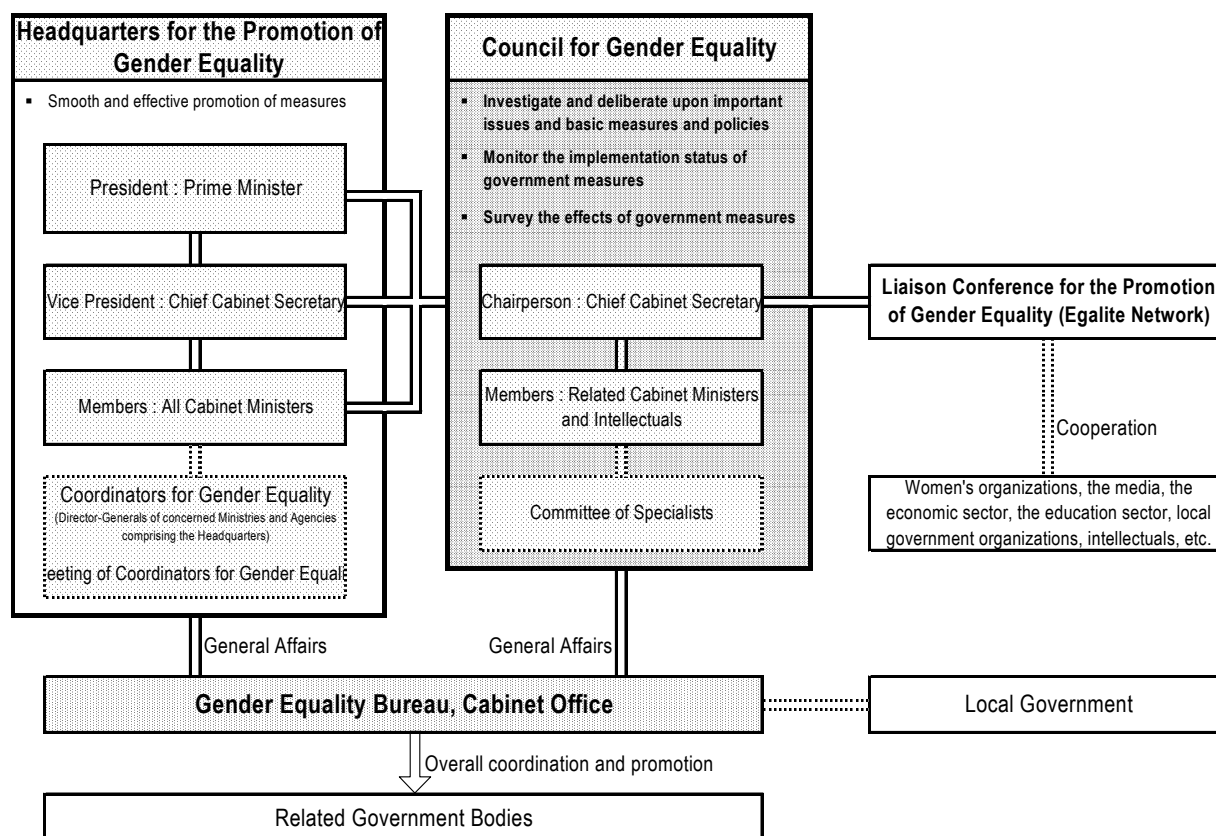 Headquarters for the Promotion of
Gender Equality
▪ Smooth and effective promotion of measures
President : Prime Minister
Vice President : Chief Cabinet Secretary
Members : All Cabinet Ministers
Coordinators for Gender Equality
(Director-Generals of concerned Ministries and Agencies
comprising the Headquarters)
eeting of Coordinators for Gender Equali
Council for Gender Equality
▪ Investigate and deliberate upon important
issues and basic measures and policies
▪ Monitor the implementation status of
government measures
▪ Survey the effects of government measures
Chairperson : Chief Cabinet Secretary
Members : Related Cabinet Ministers
and Intellectuals
Committee of Specialists
Liaison Conference for the Promotion
of Gender Equality (Egalite Network)
Cooperation
Women's organizations, the media, the
economic sector, the education sector, local
government organizations, intellectuals, etc.
General Affairs
General Affairs
Gender Equality Bureau, Cabinet Office
Local Government
Overall coordination and promotion
Related Government Bodies